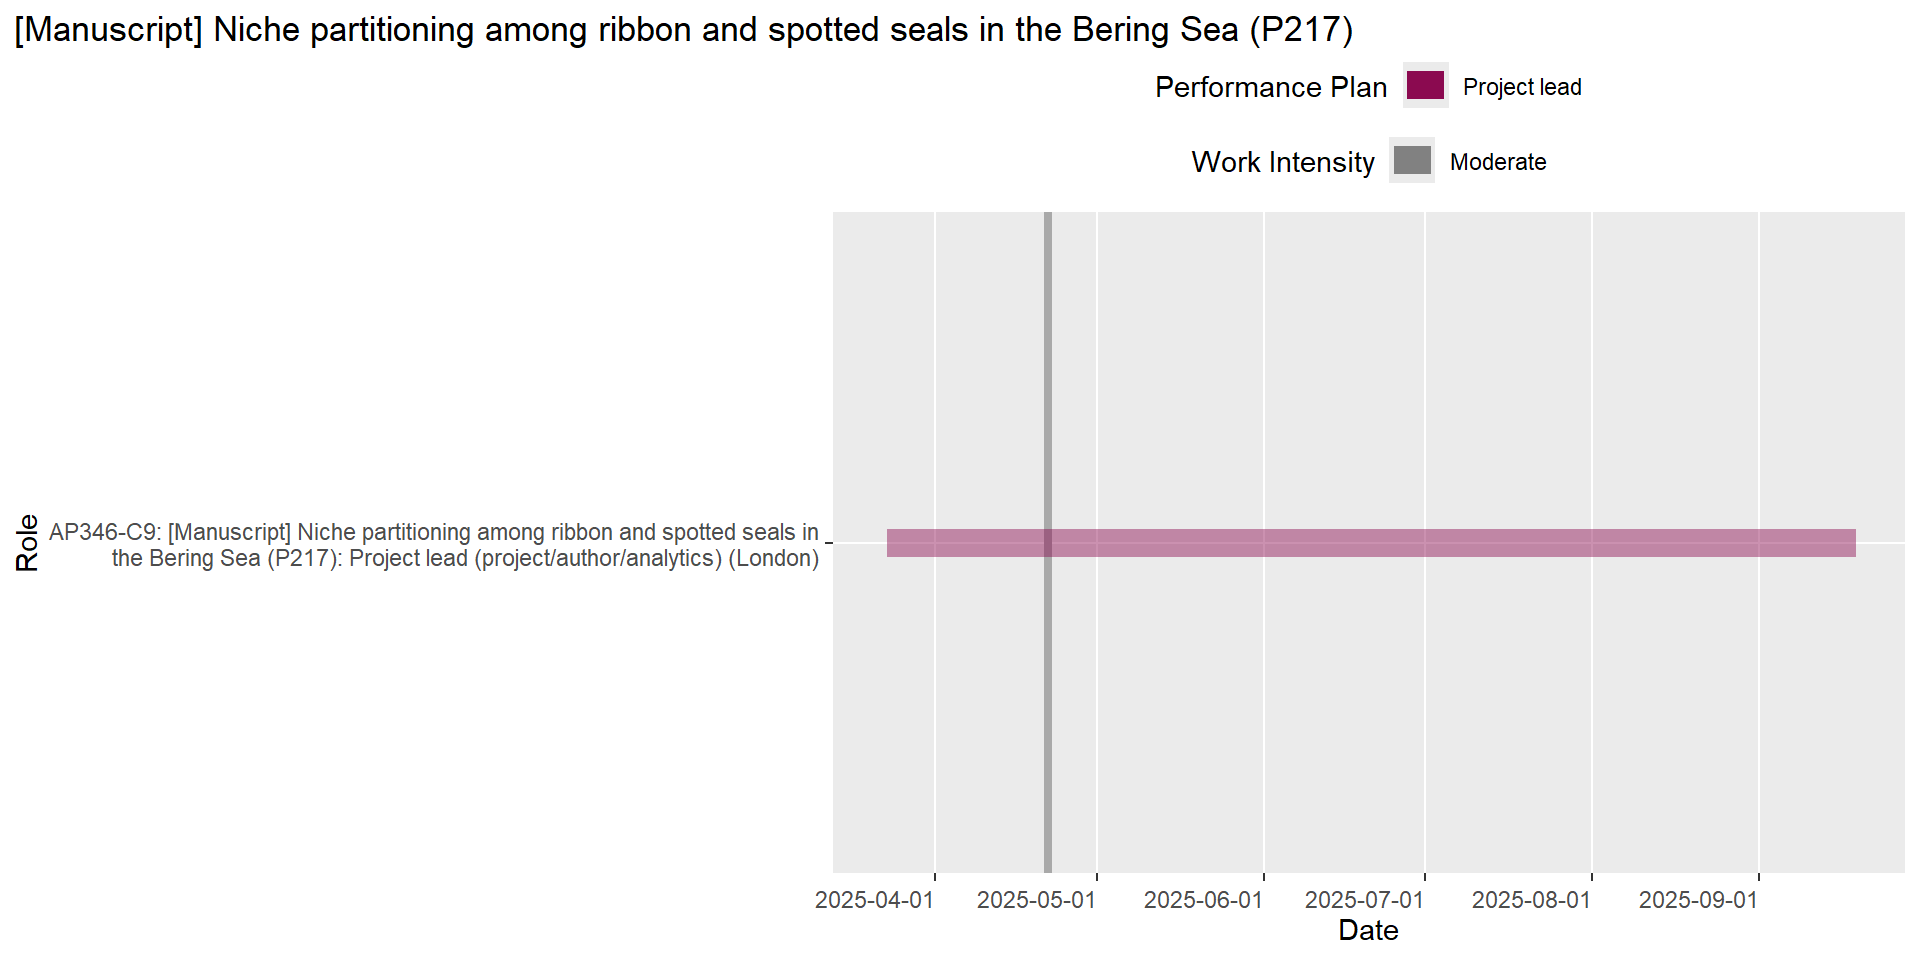 [Manuscript] Niche partitioning among ribbon and spotted seals in the Bering Sea (P217)
Performance Plan
Project lead
Work Intensity
Moderate
Role
AP346-C9: [Manuscript] Niche partitioning among ribbon and spotted seals in
the Bering Sea (P217): Project lead (project/author/analytics) (London)
2025-04-01
2025-05-01
2025-06-01
2025-07-01
2025-08-01
2025-09-01
Date